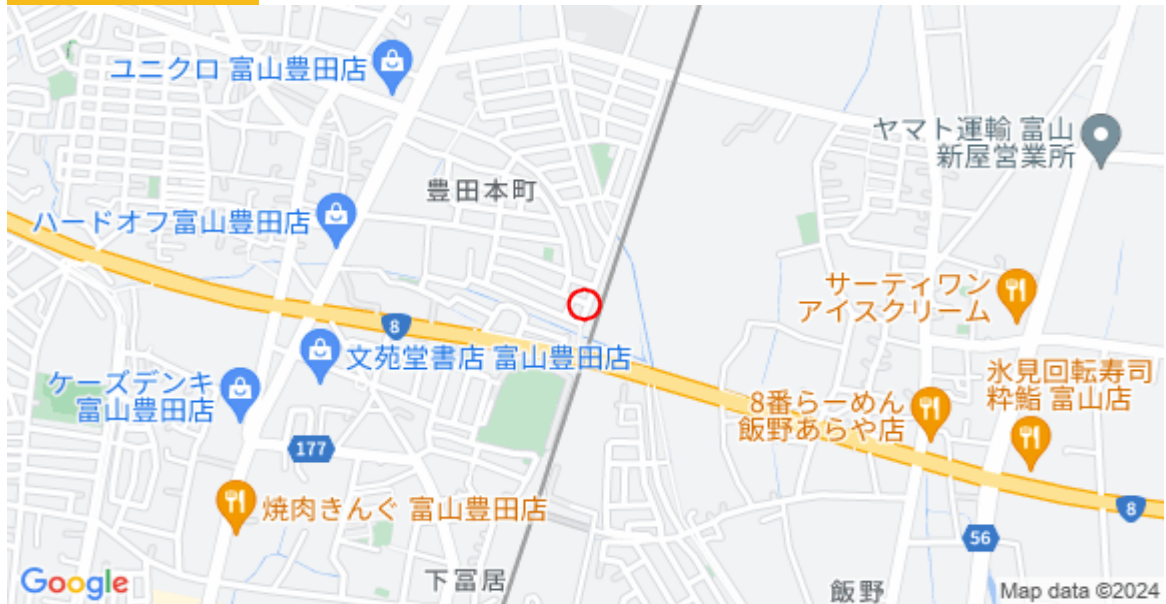 ユニクロ 富山豊田店
ヤマト運輸 富山
新屋営業所
豊田本町
ハードオフ富山豊田店
サーティワン
アイスクリーム
8
文苑堂書店 富山豊田店
ケーズデンキ
富山豊田店
氷見回転寿司
粋鮨 富山店
8番らーめん
飯野あらや店
177
焼肉きんぐ 富山豊田店
8
56
下冨居
飯野
Google
Map data ©2024